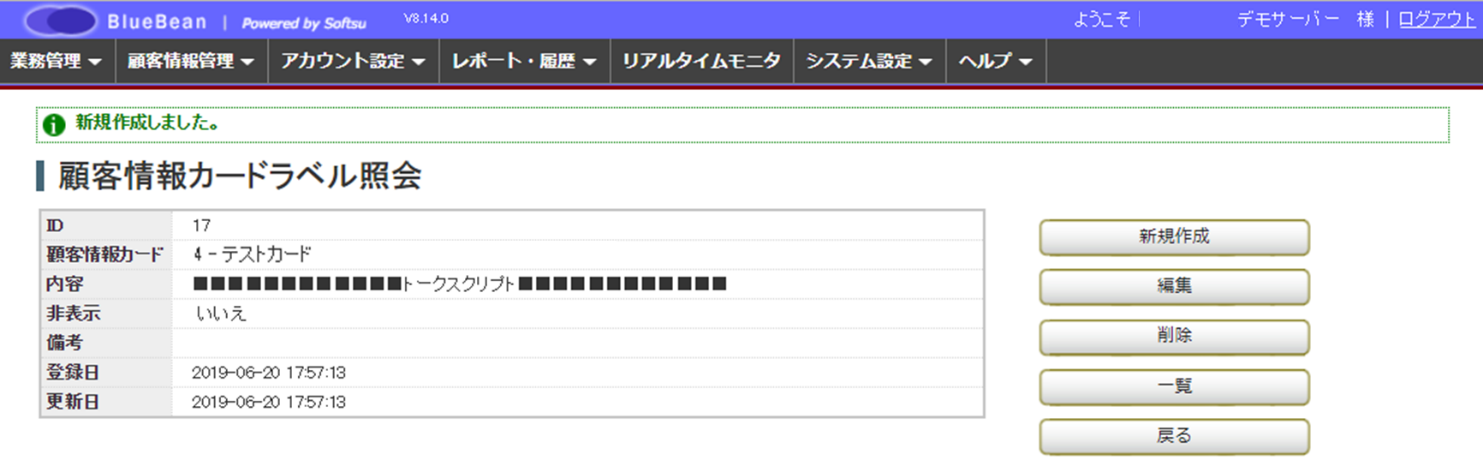 BlueBean | Powered by Softsu V8.14.0 ようこそ | デモサーバー 様 | ログアウト
業務管理 ▼ 顧客情報管理 ▼ アカウント設定 ▼ レポート・履歴 ▼ リアルタイムモニタ システム設定 ▼ ヘルプ ▼
新規作成しました。
顧客情報カードラベル照会
ID 17
顧客情報カード 4 - テストカード
内容 ■■■■■■■■■■■■トークスクリプト■■■■■■■■■■■■
非表示 いいえ
備考
登録日 2019-06-20 17:57:13
更新日 2019-06-20 17:57:13
新規作成
編集
削除
一覧
戻る